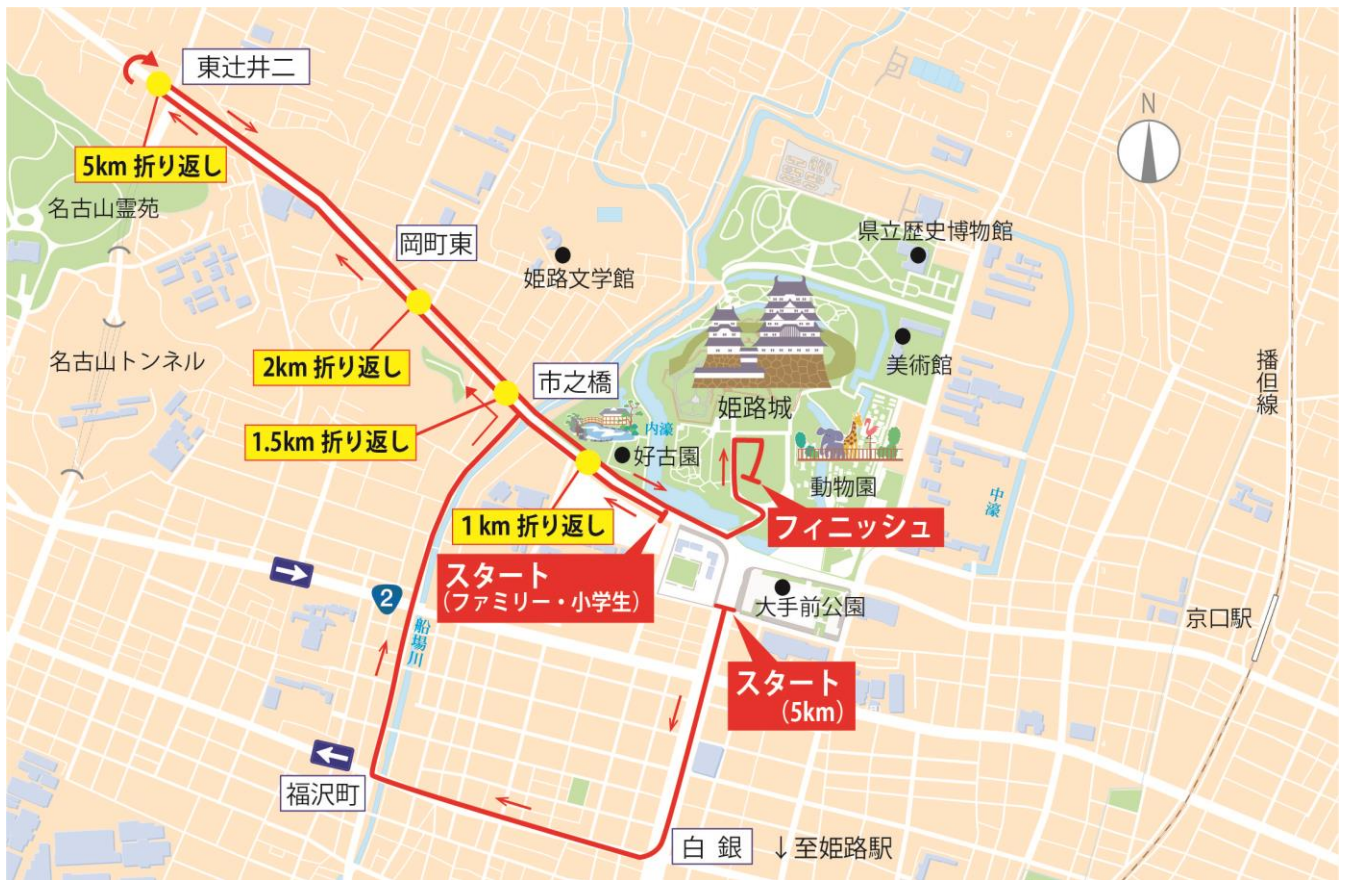 東辻井二
5km 折り返し
名古山霊苑
岡町東
姫路文学館
県立歴史博物館
N
名古山トンネル
2km 折り返し
市之橋
美術館
播但線
姫路城
1.5km 折り返し
内濠
好古園
動物園
中濠
1km 折り返し
フィニッシュ
スタート
(ファミリー・小学生)
2
大手前公園
京口駅
船場川
スタート
(5km)
福沢町
白銀
↓至姫路駅